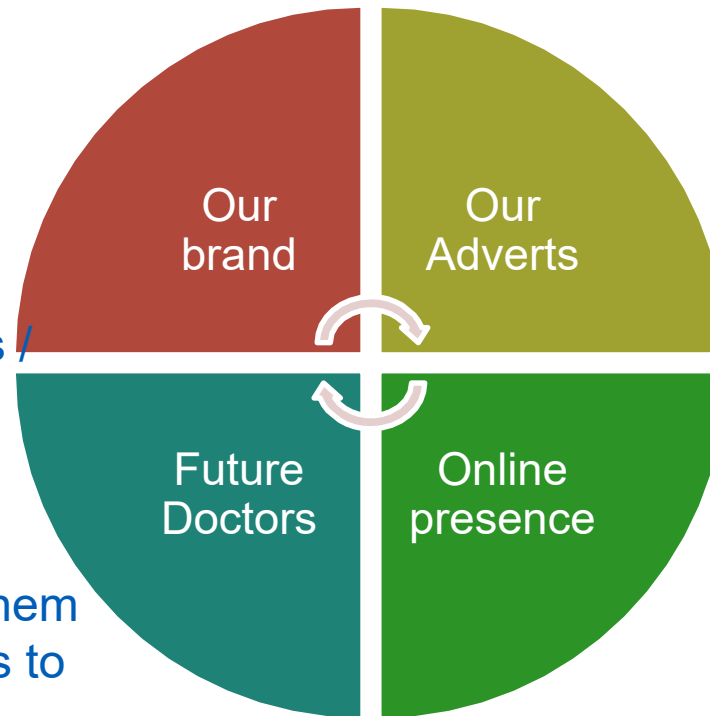 Our
brand
Our
Adverts
s /
Future
Doctors
Online
presence
hem
s to